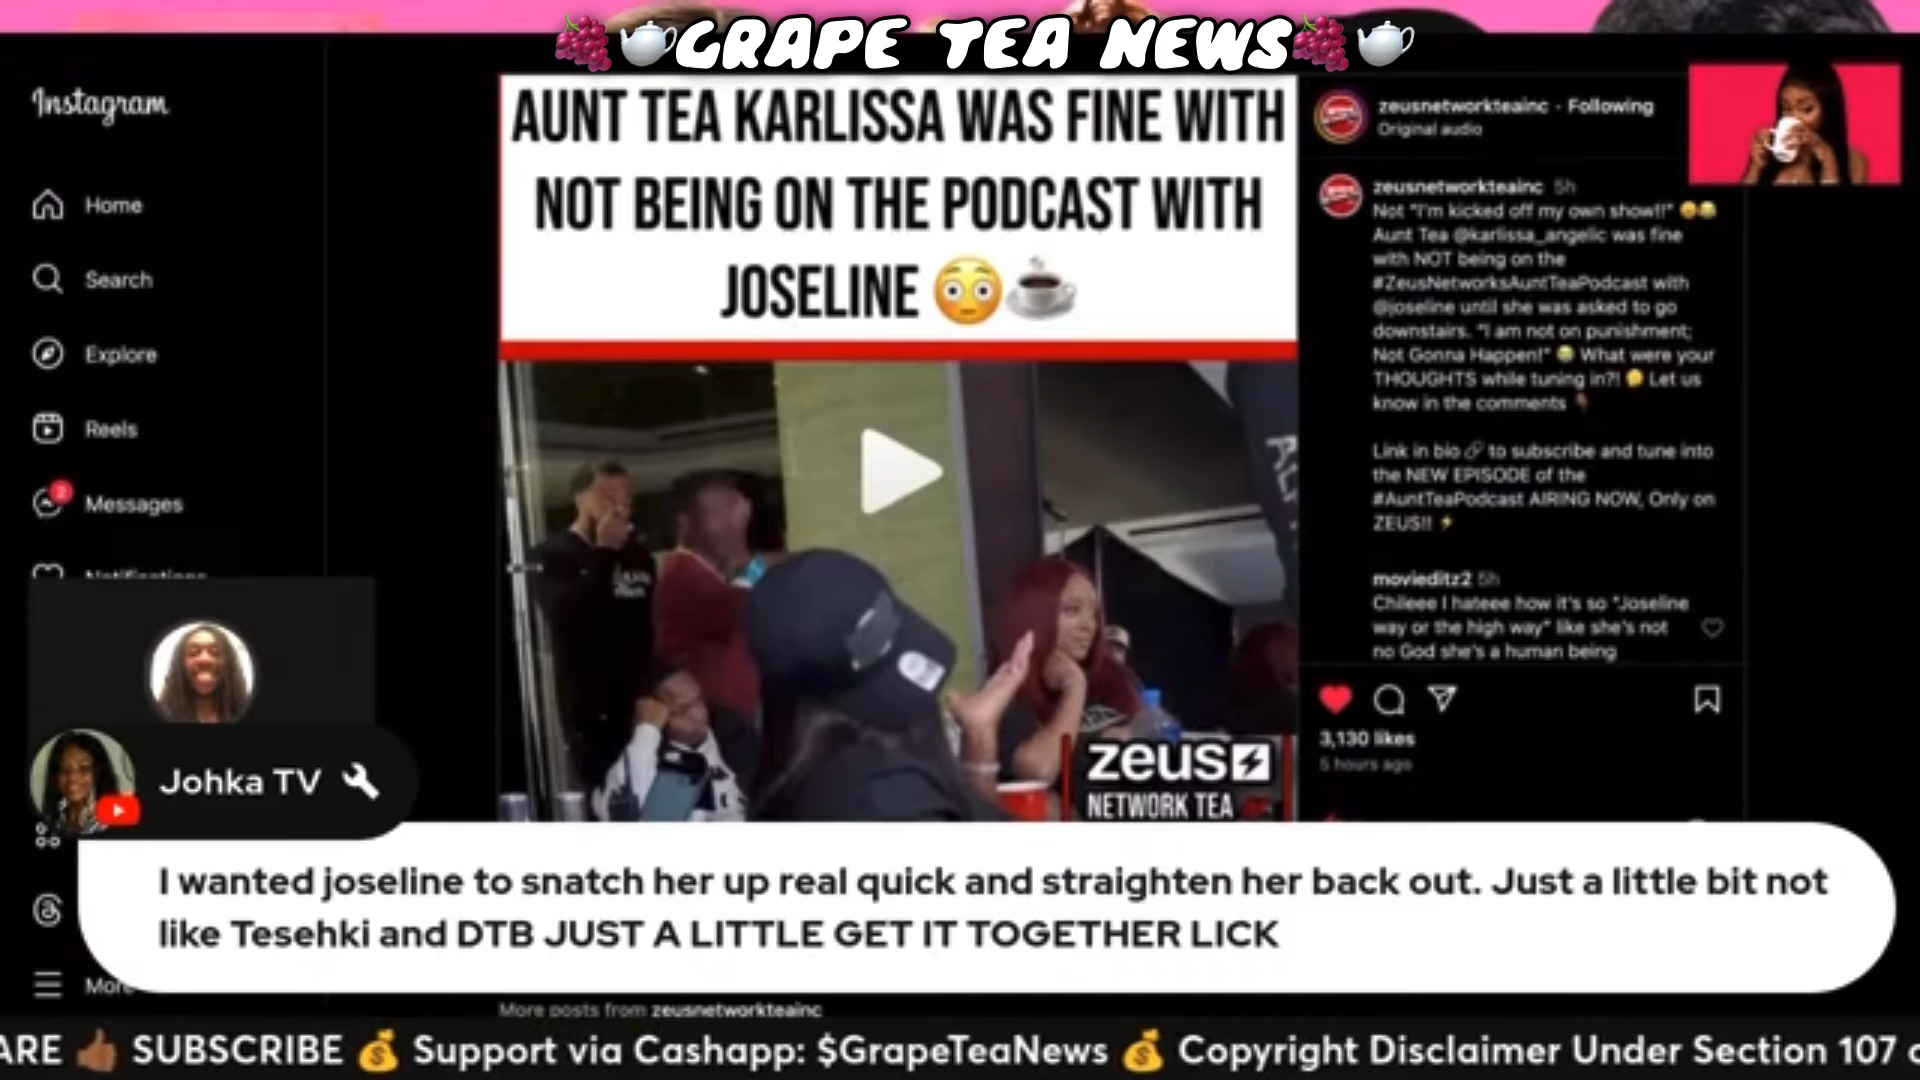 GRAPE TEA NEWS
Instagram
Home
Search
Explore
Reels
2
Messages
Notifications
More
AUNT TEA KARLISSA WAS FINE WITH
NOT BEING ON THE PODCAST WITH
JOSELINE 😳☕
zeus
NETWORK TEA
zeusnetworkteainc · Following
Original audio
zeusnetworkteainc 5h
Not "I'm kicked off my own show!!"
Aunt Tea @karlissa_angelic was fine
with NOT being on the
#ZeusNetworksAuntTeaPodcast with
@joseline until she was asked to go
downstairs. "I am not on punishment;
Not Gonna Happen!" What were your
THOUGHTS while tuning in?! Let us
know in the comments
Link in bio 🔗 to subscribe and tune into
the NEW EPISODE of the
#AuntTeaPodcast AIRING NOW, Only on
ZEUS!! ⚡
movieditz2 5h
Chileee I hateee how it's so "Joseline
way or the high way" like she's not
no God she's a human being
3,130 likes
5 hours ago
Johka TV
I wanted joseline to snatch her up real quick and straighten her back out. Just a little bit not
like Tesehki and DTB JUST A LITTLE GET IT TOGETHER LICK
More posts from zeusnetworkteainc
ARE 👍🏾 SUBSCRIBE 💰 Support via Cashapp: $GrapeTeaNews 💰 Copyright Disclaimer Under Section 107